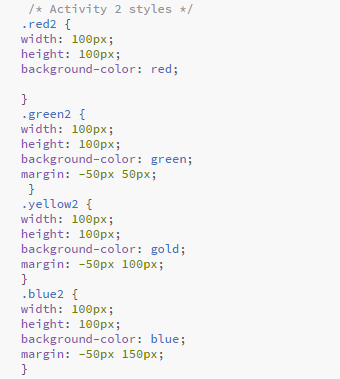 /* Activity 2 styles */
.red2 {
width: 100px;
height: 100px;
background-color: red;
}
.green2 {
width: 100px;
height: 100px;
background-color: green;
margin: -50px 50px;
}
.yellow2 {
width: 100px;
height: 100px;
background-color: gold;
margin: -50px 100px;
}
.blue2 {
width: 100px;
height: 100px;
background-color: blue;
margin: -50px 150px;
}